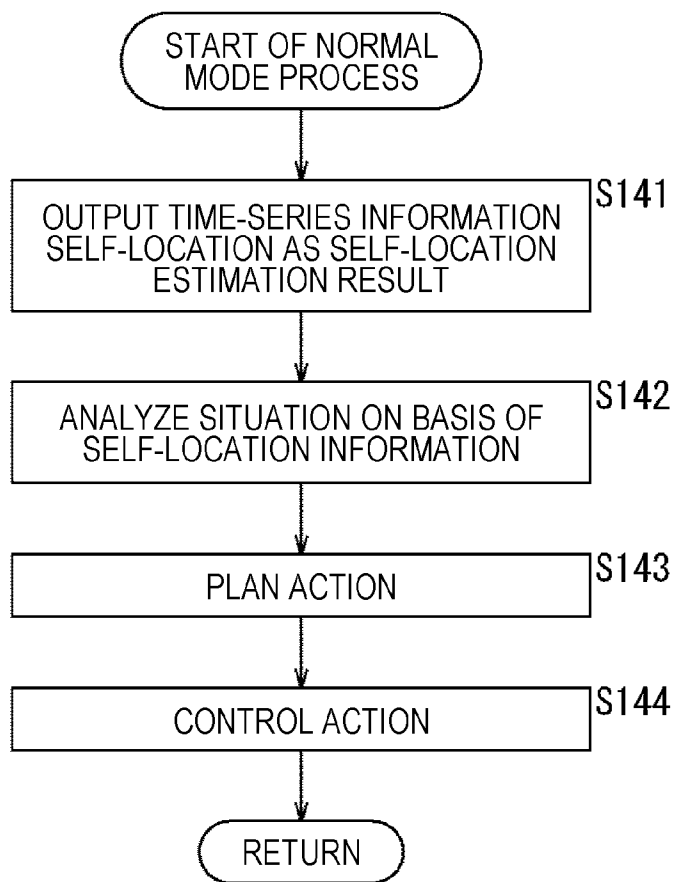 START OF NORMAL
MODE PROCESS
S141
OUTPUT TIME-SERIES INFORMATION
SELF-LOCATION AS SELF-LOCATION
ESTIMATION RESULT
S142
ANALYZE SITUATION ON BASIS OF
SELF-LOCATION INFORMATION
S143
PLAN ACTION
S144
CONTROL ACTION
RETURN